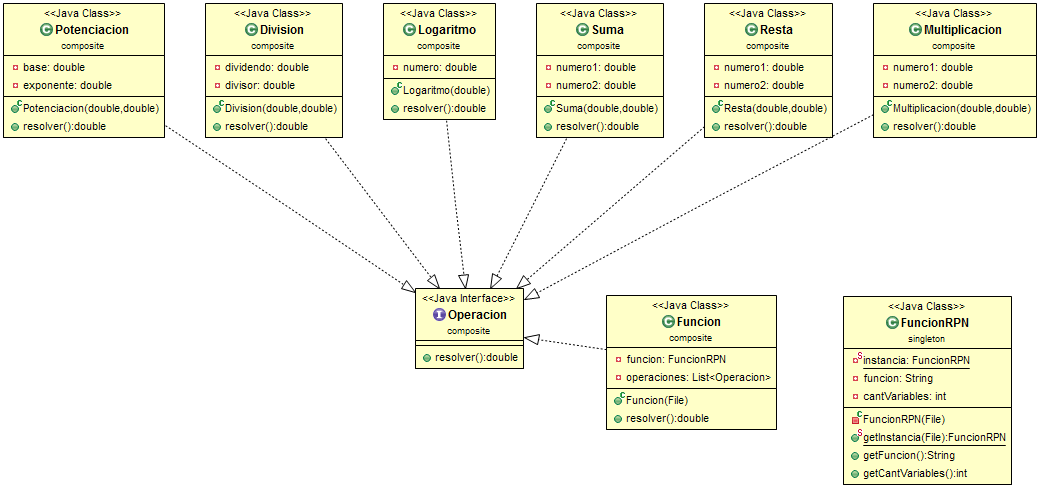 <<Java Class>>
Potenciacion
composite
base: double
exponente: double
Potenciacion(double,double)
resolver():double
<<Java Class>>
Division
composite
dividendo: double
divisor: double
Division(double,double)
resolver():double
<<Java Class>>
Logaritmo
composite
numero: double
Logaritmo(double)
resolver():double
<<Java Class>>
Suma
composite
numero1: double
numero2: double
Suma(double,double)
resolver():double
<<Java Class>>
Resta
composite
numero1: double
numero2: double
Resta(double,double)
resolver():double
<<Java Class>>
Multiplicacion
composite
numero1: double
numero2: double
Multiplicacion(double,double)
resolver():double
<<Java Interface>>
Operacion
composite
resolver():double
<<Java Class>>
Funcion
composite
funcion: FuncionRPN
operaciones: List<Operacion>
Funcion(File)
resolver():double
<<Java Class>>
FuncionRPN
singleton
instancia: FuncionRPN
funcion: String
cantVariables: int
FuncionRPN(File)
getInstancia(File):FuncionRPN
getFuncion():String
getCantVariables():int